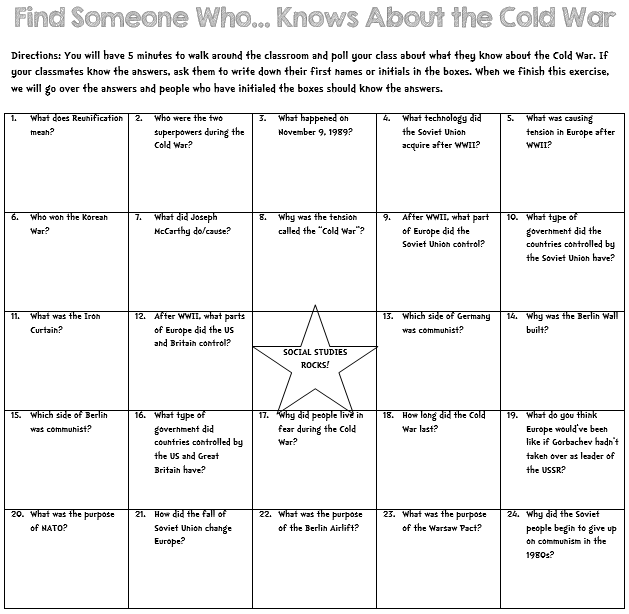 Find Someone Who... Knows About the Cold War
Directions: You will have 5 minutes to walk around the classroom and poll your class about what they know about the Cold War. If
your classmates know the answers, ask them to write down their first names or initials in the boxes. When we finish this exercise,
we will go over the answers and people who have initialed the boxes should know the answers.
1. What does Reunification
mean?
2. Who were the two
superpowers during the
Cold War?
3. What happened on
November 9, 1989?
4. What technology did
the Soviet Union
acquire after WWII?
5. What was causing
tension in Europe after
WWII?
6. Who won the Korean
War?
7. What did Joseph
McCarthy do/cause?
8. Why was the tension
called the "Cold War"?
9. After WWII, what part
of Europe did the
Soviet Union control?
10. What type of
government did the
countries controlled by
the Soviet Union have?
11. What was the Iron
Curtain?
12. After WWII, what parts
of Europe did the US
and Britain control?
SOCIAL STUDIES
ROCKS!
13. Which side of Germany
was communist?
14. Why was the Berlin Wall
built?
15. Which side of Berlin
was communist?
16. What type of
government did
countries controlled by
the US and Great
Britain have?
17. Why did people live in
fear during the Cold
War?
18. How long did the Cold
War last?
19. What do you think
Europe would've been
like if Gorbachev hadn't
taken over as leader of
the USSR?
20. What was the purpose
of NATO?
21. How did the fall of
Soviet Union change
Europe?
22. What was the purpose
of the Berlin Airlift?
23. What was the purpose
of the Warsaw Pact?
24. Why did the Soviet
people begin to give up
on communism in the
1980s?